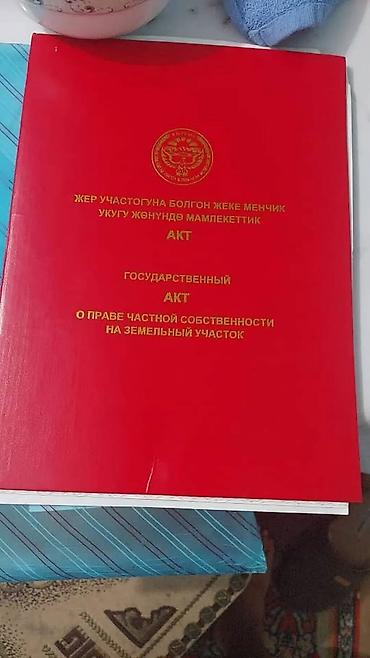 ЖЕР УЧАСТОГУНА БОЛГОН ЖЕКЕ МЕНЧИК
УКУГУ ЖӨНҮНДӨ МАМЛЕКЕТТИК
АКТ
ГОСУДАРСТВЕННЫЙ
АКТ
О ПРАВЕ ЧАСТНОЙ СОБСТВЕННОСТИ
НА ЗЕМЕЛЬНЫЙ УЧАСТОК